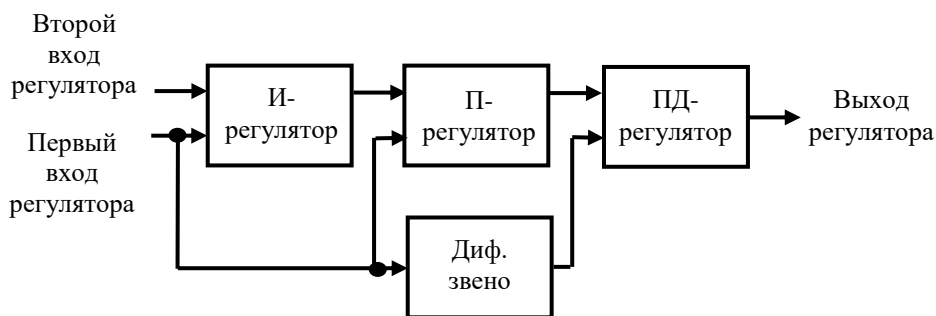 Второй
вход
регулятора
Первый
вход
регулятора
И-
регулятор
П-
регулятор
ПД-
регулятор
Выход
регулятора
Диф.
звено